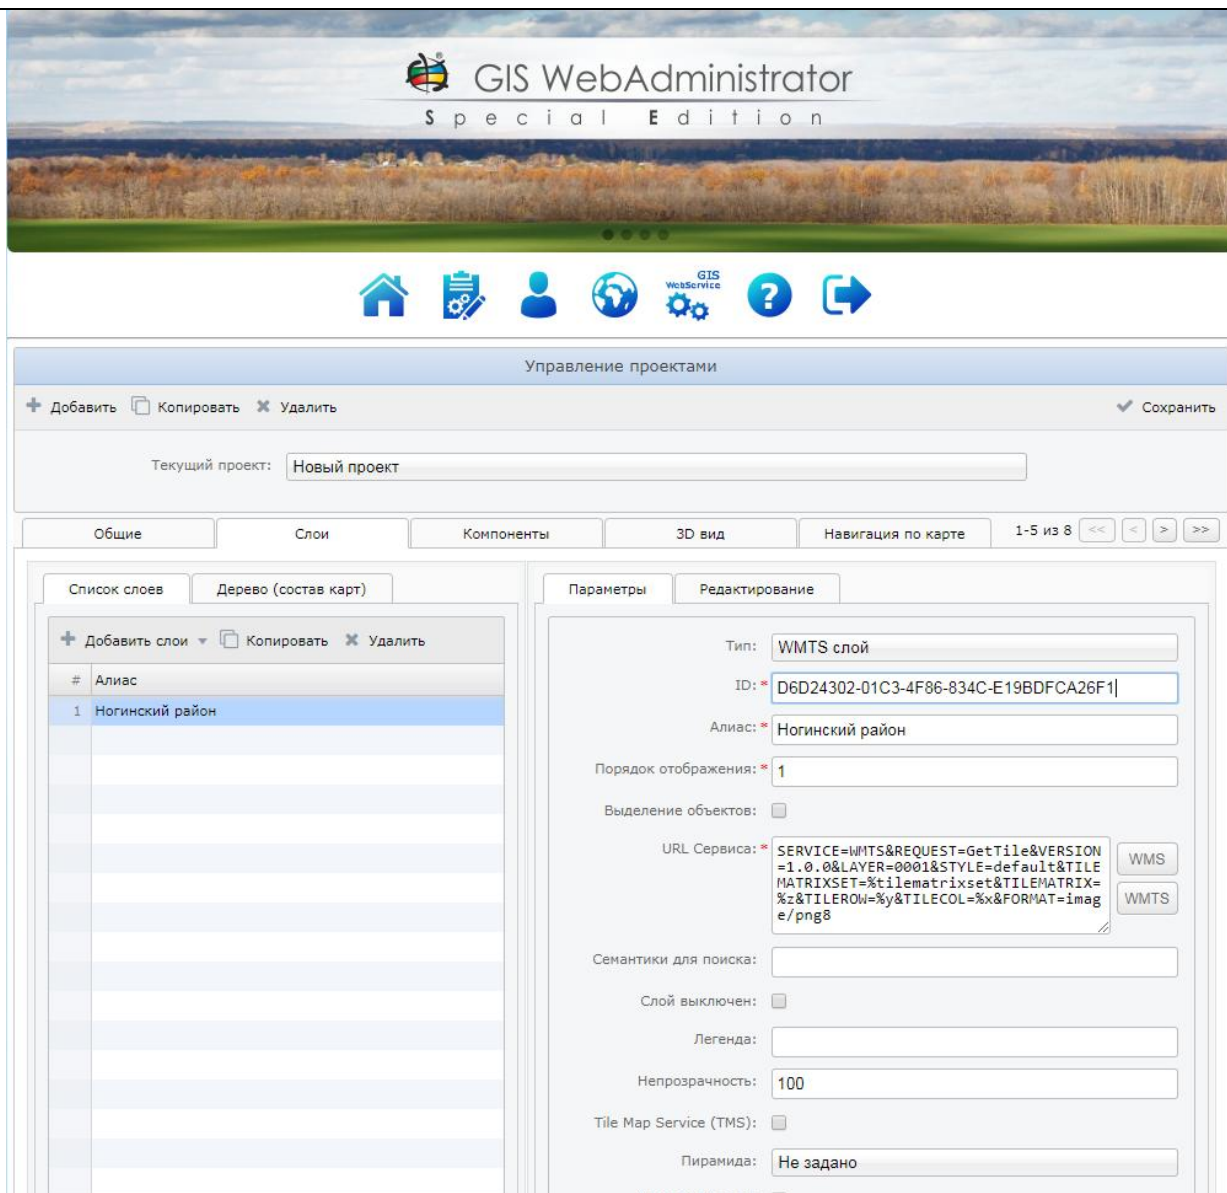 GIS WebAdministrator
Special Edition
GIS
WebService
?
Управление проектами
Добавить Копировать Удалить Сохранить
Текущий проект: Новый проект
Общие Слои Компоненты 3D вид Навигация по карте 1-5 из 8 << < > >>
Список слоев Дерево (состав карт) Параметры Редактирование
Добавить слои Копировать Удалить
# Алиас
1 Ногинский район
Тип: WMTS слой
ID: * D6D24302-01C3-4F86-834C-E19BDFCA26F1
Алиас: * Ногинский район
Порядок отображения: * 1
Выделение объектов:
URL Сервиса: * SERVICE=WMTS&REQUEST=GetTile&VERSION
=1.0.0&LAYER=0001&STYLE=default&TILE
MATRIXSET=%tilematrixset&TILEMATRIX=
%z&TILEROW=%y&TILECOL=%x&FORMAT=imag
e/png8
WMS
WMTS
Семантики для поиска:
Слой выключен:
Легенда:
Непрозрачность: 100
Tile Map Service (TMS):
Пирамида: Не задано